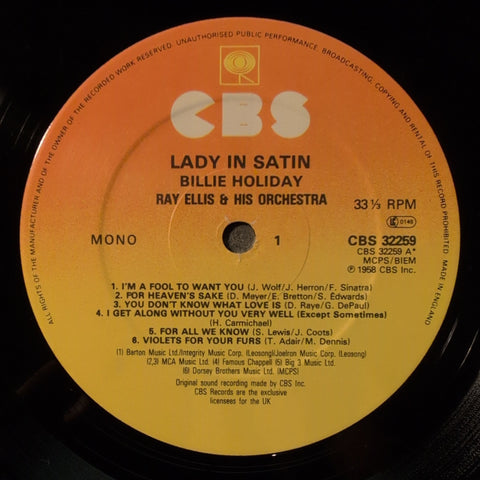 ALL RIGHTS OF THE MANUFACTURER AND OF THE OWNER OF THE RECORDED WORK RESERVED. UNAUTHORISED PUBLIC PERFORMANCE, BROADCASTING, COPYING AND RENTAL OF THIS RECORD PROHIBITED. MADE IN ENGLAND.
CBS
LADY IN SATIN
BILLIE HOLIDAY
RAY ELLIS & HIS ORCHESTRA
33 ⅓ RPM
MONO
1
CBS 32259
CBS 32259 A*
MCPS/BIEM
℗ 1958 CBS Inc.
1. I'M A FOOL TO WANT YOU (J. Wolf/J. Herron/F. Sinatra)
2. FOR HEAVEN'S SAKE (D. Meyer/E. Bretton/S. Edwards)
3. YOU DON'T KNOW WHAT LOVE IS (D. Raye/G. DePaul)
4. I GET ALONG WITHOUT YOU VERY WELL (Except Sometimes)
(H. Carmichael)
5. FOR ALL WE KNOW (S. Lewis/J. Coots)
6. VIOLETS FOR YOUR FURS (T. Adair/M. Dennis)
(1) Barton Music Ltd./Integrity Music Corp. (Leosong)/Joelron Music Corp. (Leosong)
(2,3) MCA Music Ltd. (4) Famous Chappell (5) Big 3 Music Ltd.
(6) Dorsey Brothers Music Ltd. (MCPS)
Original sound recording made by CBS Inc.
CBS Records are the exclusive
licensees for the UK